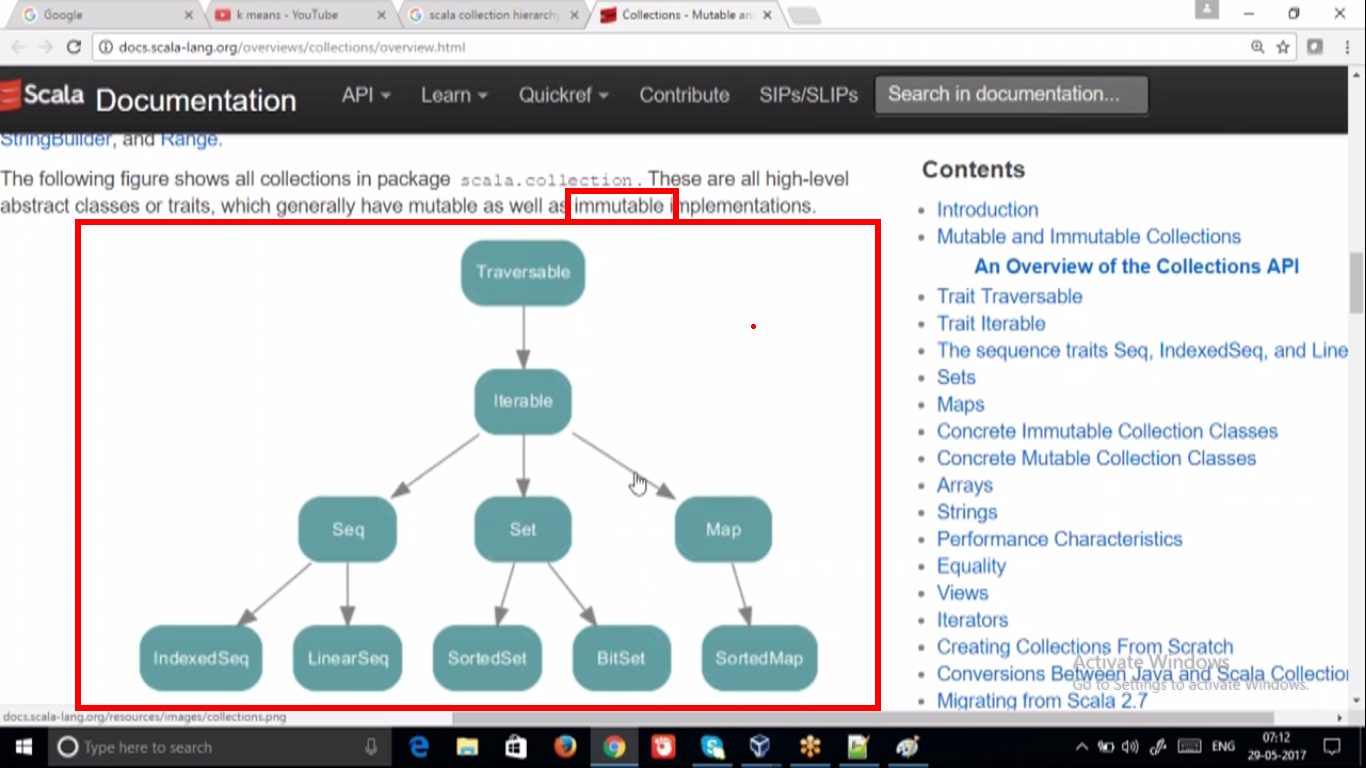 Google
k means - YouTube
scala collection hierarchy
Collections - Mutable an
docs.scala-lang.org/overviews/collections/overview.html
Scala Documentation
API Learn Quickref Contribute SIPs/SLIPs Search in documentation...
StringBuilder, and Range.
The following figure shows all collections in package scala.collection. These are all high-level
abstract classes or traits, which generally have mutable as well as immutable implementations.
Traversable
Iterable
Seq Set Map
IndexedSeq LinearSeq SortedSet BitSet SortedMap
Contents
Introduction
Mutable and Immutable Collections
An Overview of the Collections API
Trait Traversable
Trait Iterable
The sequence traits Seq, IndexedSeq, and Line
Sets
Maps
Concrete Immutable Collection Classes
Concrete Mutable Collection Classes
Arrays
Strings
Performance Characteristics
Equality
Views
Iterators
Creating Collections From Scratch
Conversions Between Java and Scala Collection
Migrating from Scala 2.7
Activate Windows
Go to Settings to activate Windows.
docs.scala-lang.org/resources/images/collections.png
Type here to search
ENG
07:12
29-05-2017